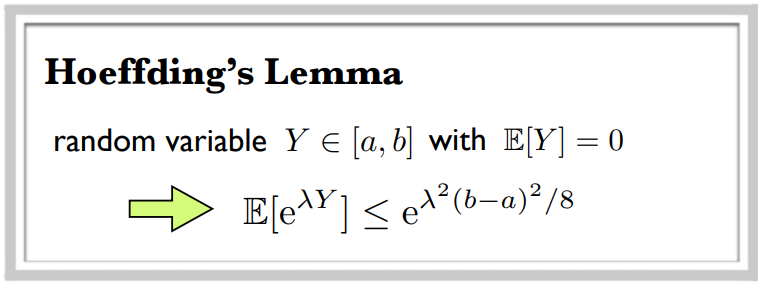 Hoeffding's Lemma
random variable Y ∈ [a, b] with 𝔼[Y] = 0
𝔼[e^{λY}] ≤ e^{λ²(b−a)²/8}